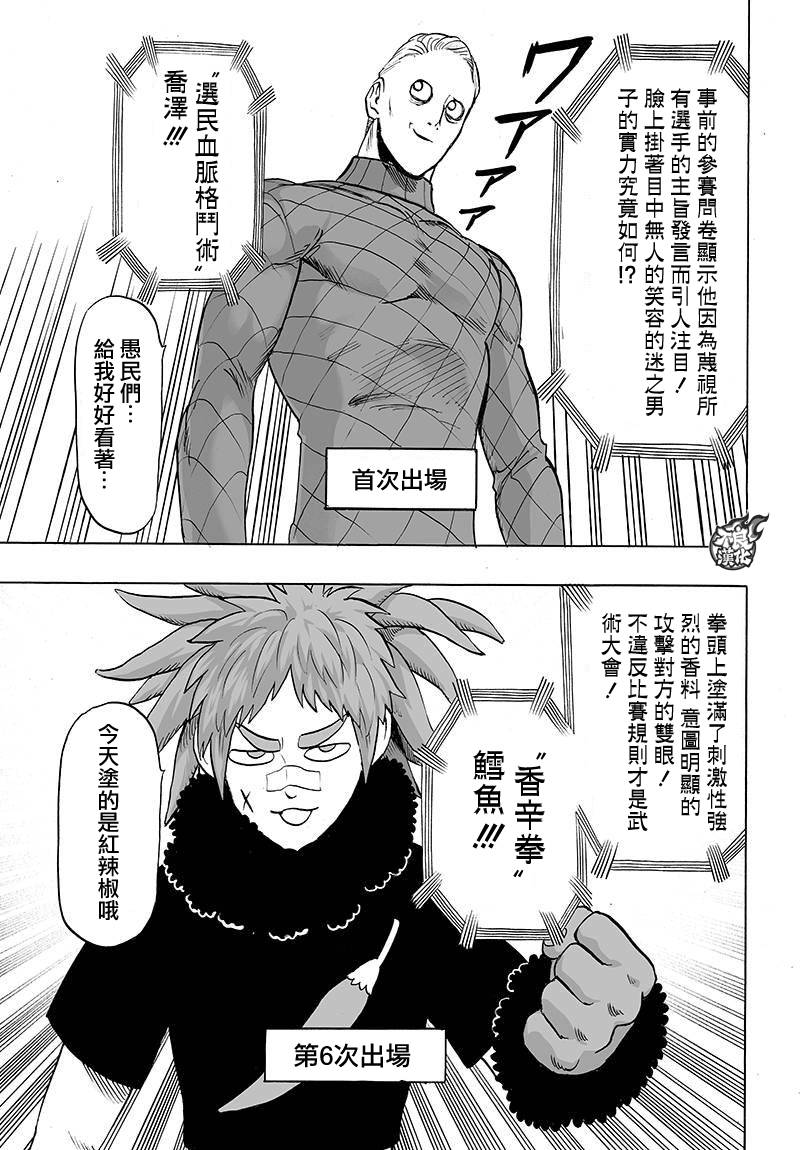 事前的參賽問卷顯示他因為蔑視所
有選手的主旨發言而引人注目！
臉上掛著目中無人的笑容的迷之男
子的實力究竟如何!?
ワァァァァ
"選民血脈格鬥術"
喬澤!!!
愚民們…
給我好好看著…
首次出場
拳頭上塗滿了刺激性強
烈的香料 意圖明顯的
攻擊對方的雙眼！
不違反比賽規則才是武
術大會！
"香辛拳"
鱈魚!!!
今天塗的是紅辣椒哦
第6次出場
漢化